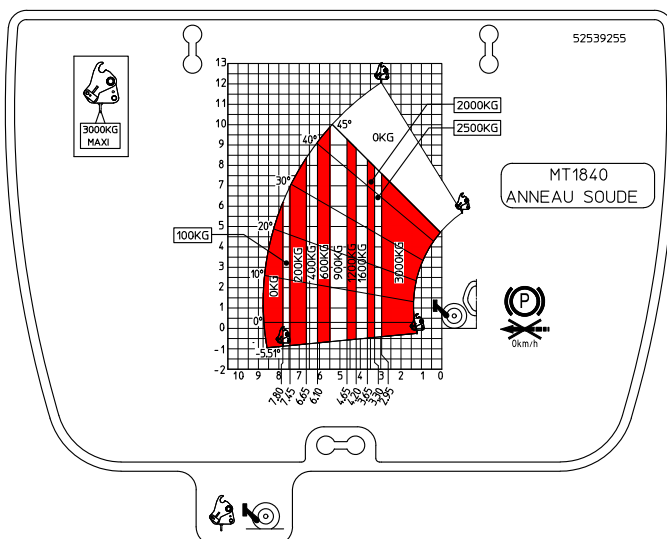 52539255
3000KG
MAXI
13
12
11
10
9
8
7
6
5
4
3
2
1
0
-1
-2
10 9 8 7 6 5 4 3 2 1 0
7.80
7.45
6.65
6.10
4.65
4.20
3.65
3.30
2.95
45°
40°
30°
20°
10°
0°
-5,51°
0KG
2000KG
2500KG
100KG
0KG
200KG
400KG
600KG
900KG
1600KG
3000KG
MT1840
ANNEAU SOUDE
P
0km/h